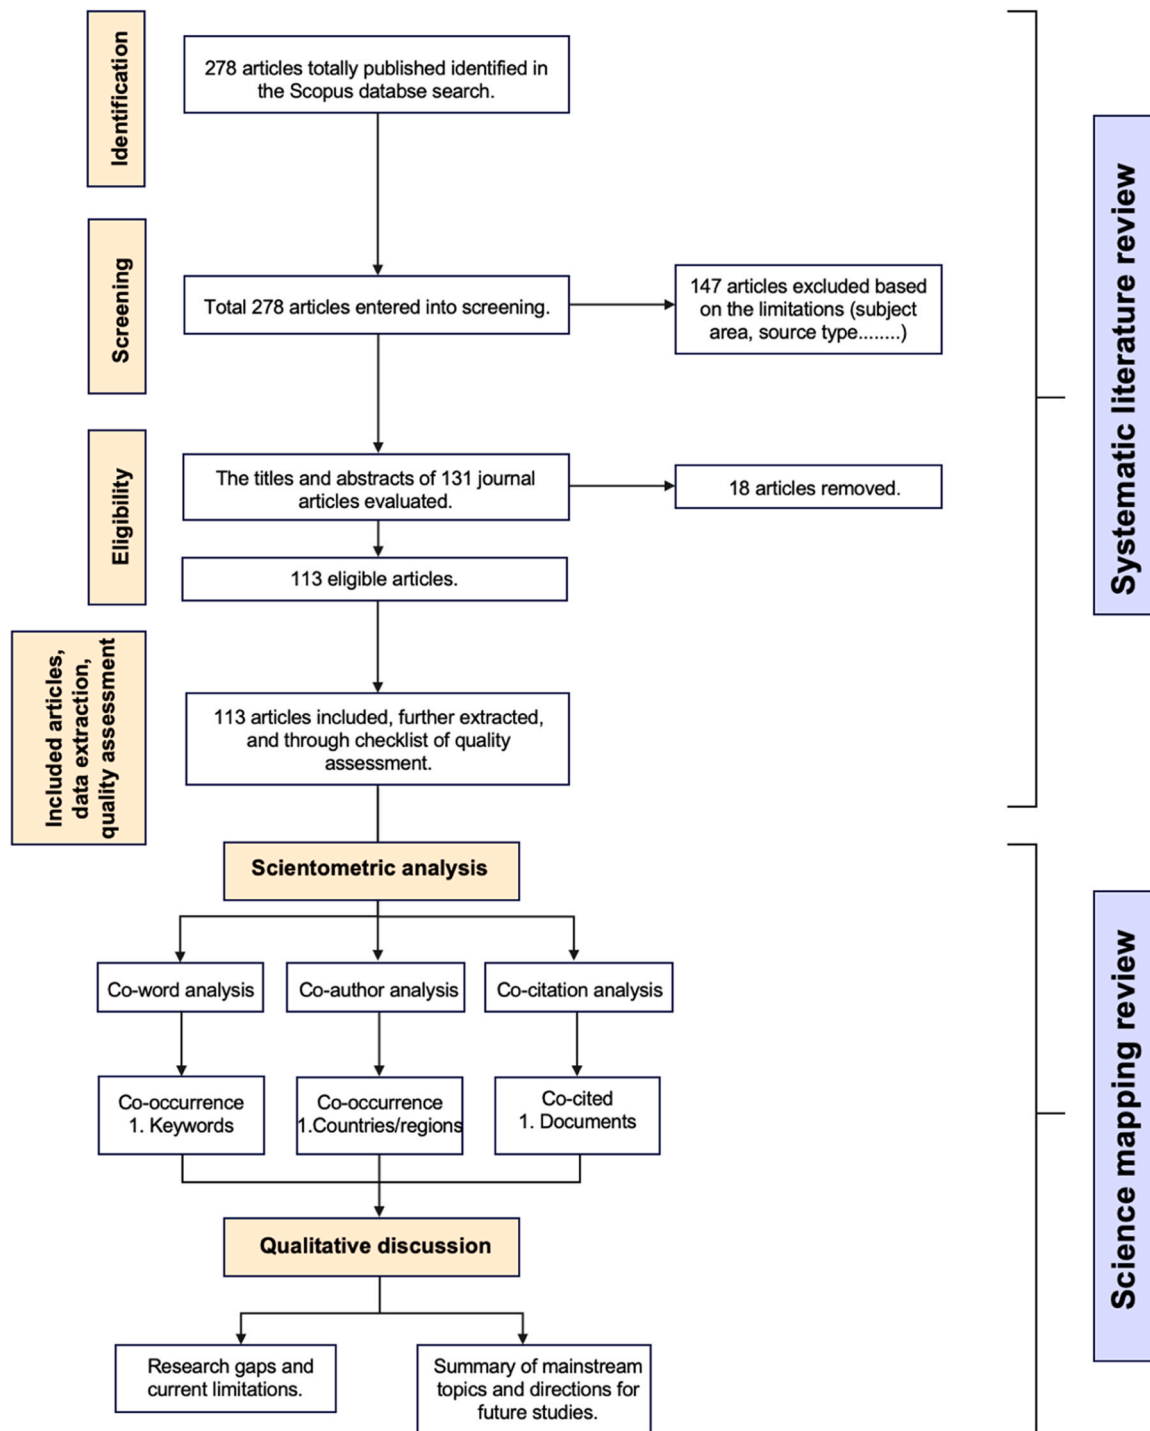 Identification
278 articles totally published identified in
the Scopus databse search.
Screening
Total 278 articles entered into screening.
147 articles excluded based
on the limitations (subject
area, source type........)
Systematic literature review
Eligibility
The titles and abstracts of 131 journal
articles evaluated.
18 articles removed.
113 eligible articles.
Included articles,
data extraction,
quality assessment
113 articles included, further extracted,
and through checklist of quality
assessment.
Scientometric analysis
Co-word analysis
Co-author analysis
Co-citation analysis
Co-occurrence
1. Keywords
Co-occurrence
1.Countries/regions
Co-cited
1. Documents
Science mapping review
Qualitative discussion
Research gaps and
current limitations.
Summary of mainstream
topics and directions for
future studies.